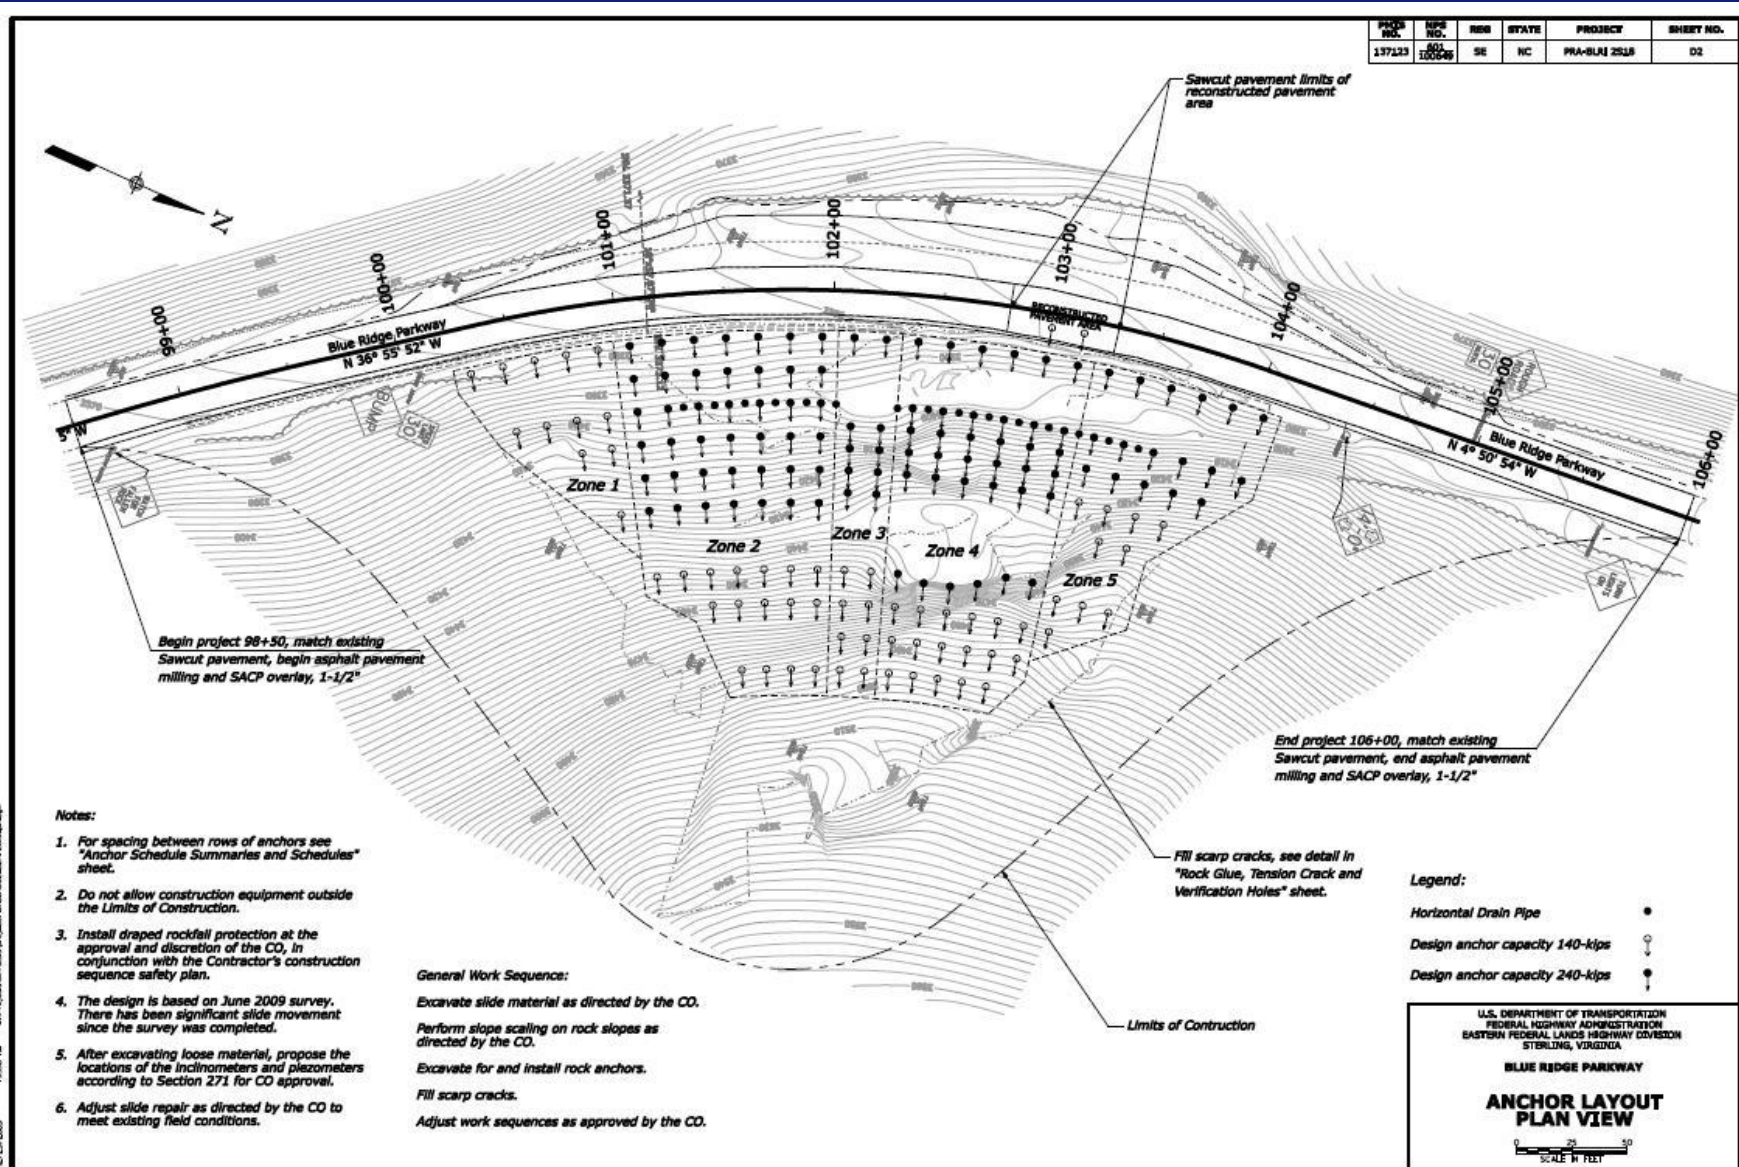 PMIS NO.
NPS NO.
REG
STATE
PROJECT
SHEET NO.
137123
601
100649
SE
NC
PRA-BLRI 2S18
D2
Sawcut pavement limits of
reconstructed pavement
area
N
99+00
100+00
101+00
102+00
103+00
104+00
105+00
106+00
Blue Ridge Parkway
N 36° 55' 52" W
RECONSTRUCTED
PAVEMENT AREA
Blue Ridge Parkway
N 4° 50' 54" W
5" W
BUMP
30
30
Zone 1
Zone 2
Zone 3
Zone 4
Zone 5
Begin project 98+50, match existing
Sawcut pavement, begin asphalt pavement
milling and SACP overlay, 1-1/2"
End project 106+00, match existing
Sawcut pavement, end asphalt pavement
milling and SACP overlay, 1-1/2"
Fill scarp cracks, see detail in
"Rock Glue, Tension Crack and
Verification Holes" sheet.
Limits of Contruction
Notes:
1. For spacing between rows of anchors see
"Anchor Schedule Summaries and Schedules"
sheet.
2. Do not allow construction equipment outside
the Limits of Construction.
3. Install draped rockfall protection at the
approval and discretion of the CO, in
conjunction with the Contractor's construction
sequence safety plan.
4. The design is based on June 2009 survey.
There has been significant slide movement
since the survey was completed.
5. After excavating loose material, propose the
locations of the inclinometers and piezometers
according to Section 271 for CO approval.
6. Adjust slide repair as directed by the CO to
meet existing field conditions.
General Work Sequence:
Excavate slide material as directed by the CO.
Perform slope scaling on rock slopes as
directed by the CO.
Excavate for and install rock anchors.
Fill scarp cracks.
Adjust work sequences as approved by the CO.
Legend:
Horizontal Drain Pipe
Design anchor capacity 140-kips
Design anchor capacity 240-kips
U.S. DEPARTMENT OF TRANSPORTATION
FEDERAL HIGHWAY ADMINISTRATION
EASTERN FEDERAL LANDS HIGHWAY DIVISION
STERLING, VIRGINIA
BLUE RIDGE PARKWAY
ANCHOR LAYOUT
PLAN VIEW
0 25 50
SCALE IN FEET